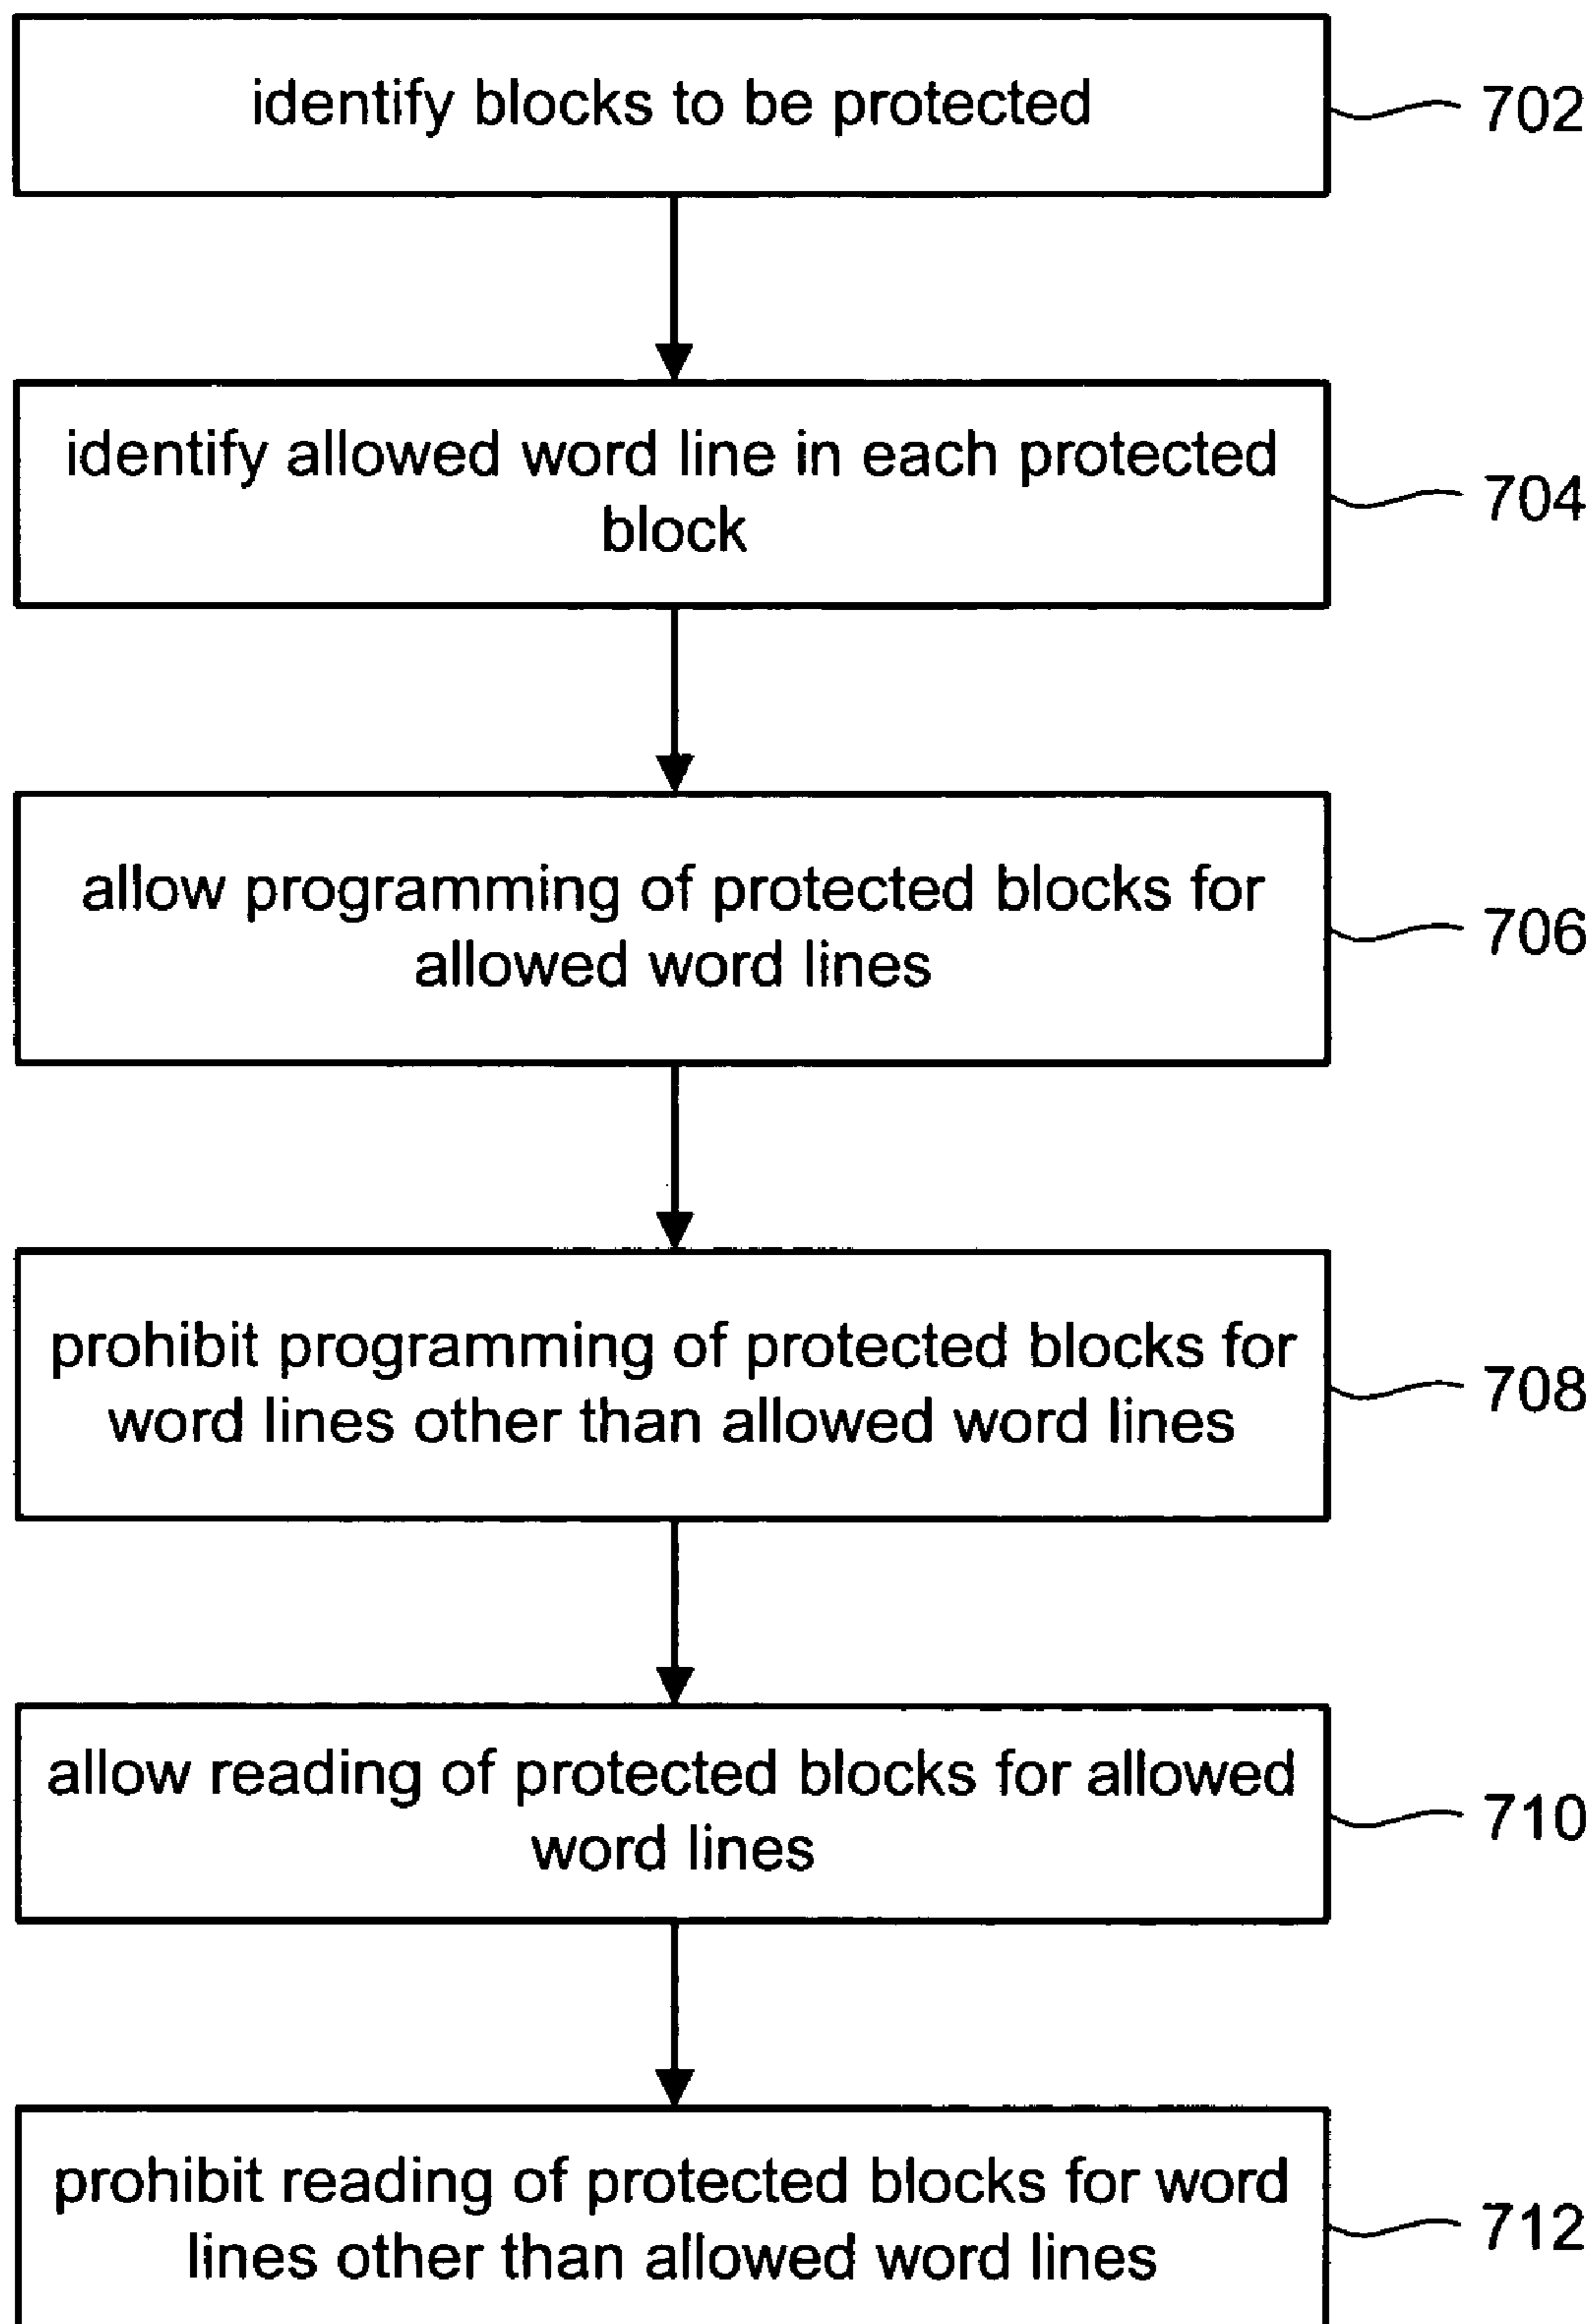 identify blocks to be protected
702
identify allowed word line in each protected
block
704
allow programming of protected blocks for
allowed word lines
706
prohibit programming of protected blocks for
word lines other than allowed word lines
708
allow reading of protected blocks for allowed
word lines
710
prohibit reading of protected blocks for word
lines other than allowed word lines
712